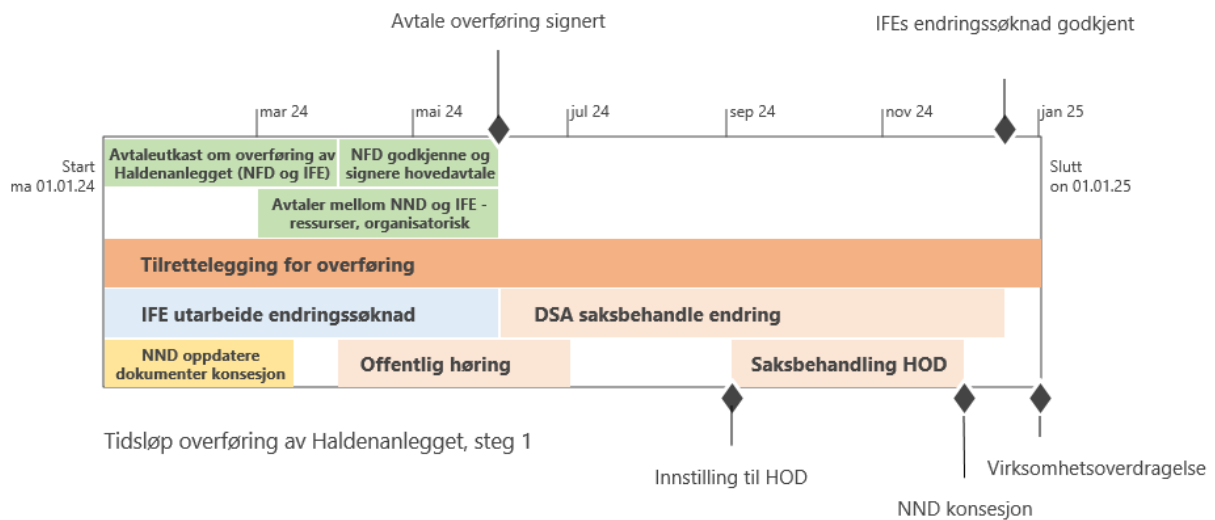 Avtale overføring signert
IFEs endringssøknad godkjent
mar 24
mai 24
jul 24
sep 24
nov 24
jan 25
Start
ma 01.01.24
Avtaleutkast om overføring av
Haldenanlegget (NFD og IFE)
NFD godkjenne og
signere hovedavtale
Slutt
on 01.01.25
Avtaler mellom NND og IFE -
ressurser, organisatorisk
Tilrettelegging for overføring
IFE utarbeide endringssøknad
DSA saksbehandle endring
NND oppdatere
dokumenter konsesjon
Offentlig høring
Saksbehandling HOD
Tidsløp overføring av Haldenanlegget, steg 1
Innstilling til HOD
Virksomhetsoverdragelse
NND konsesjon